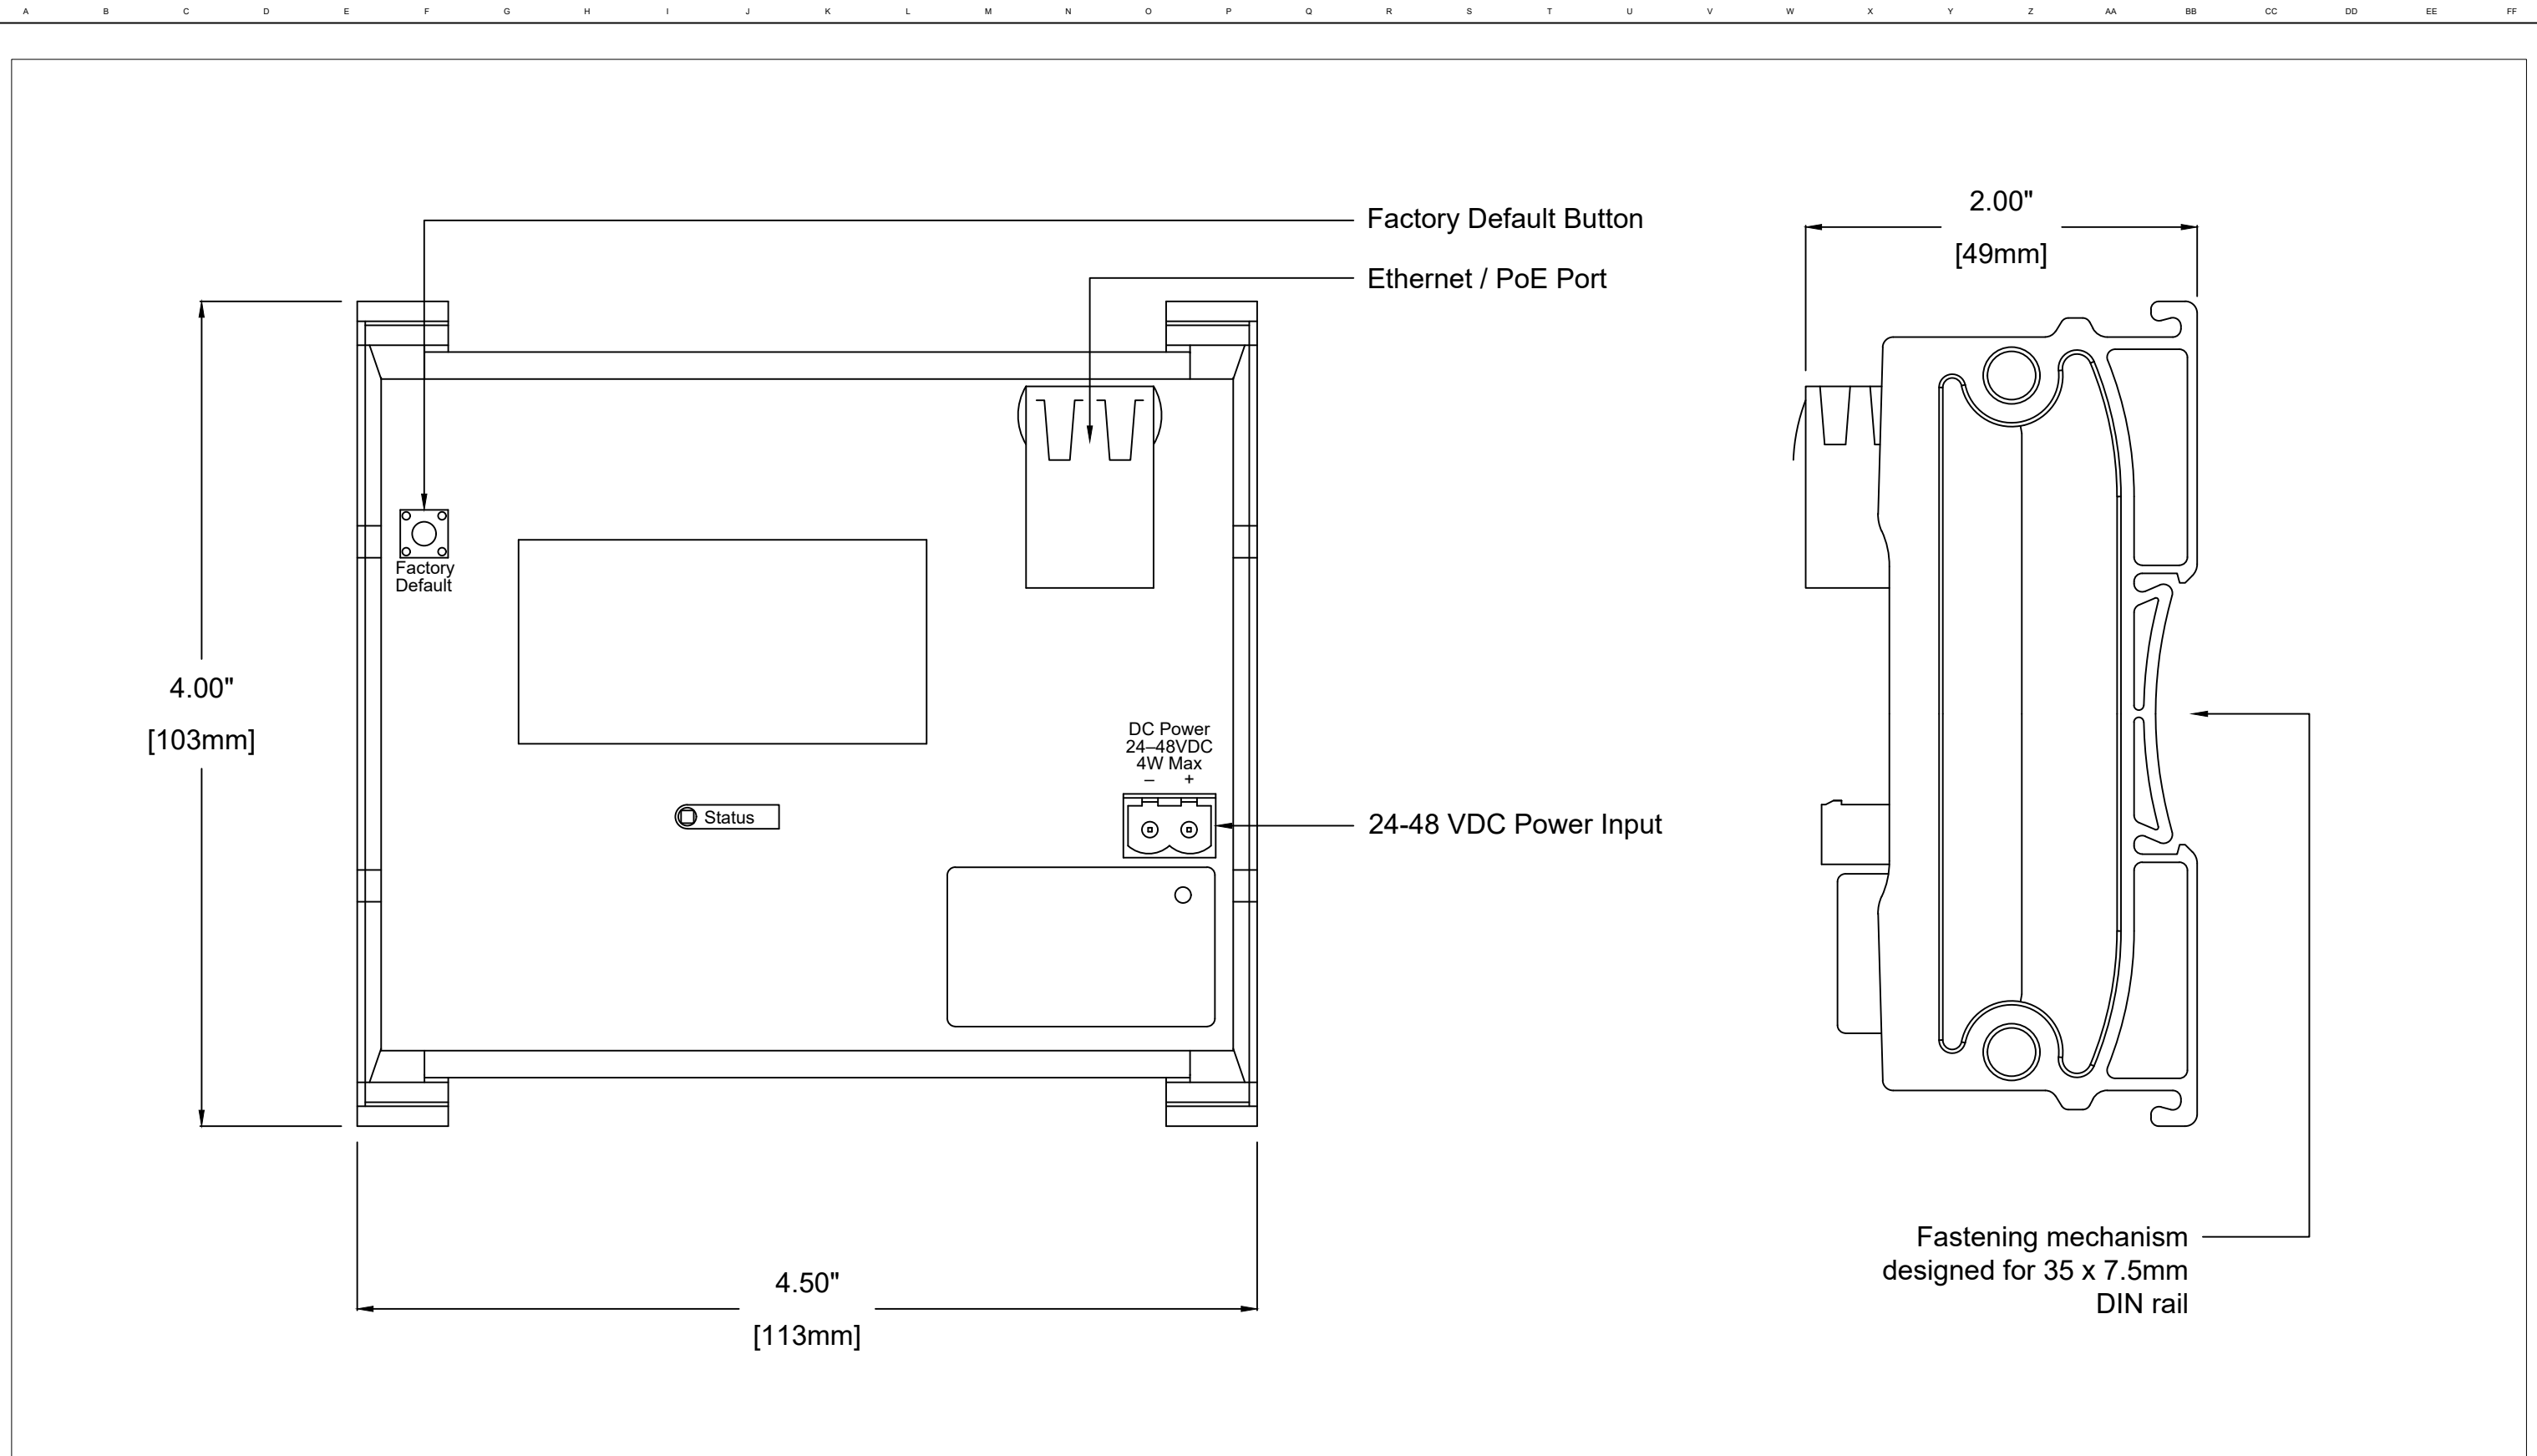 A B C D E F G H I J K L M N O P Q R S T U V W X Y Z AA BB CC DD EE FF
Factory Default Button
Ethernet / PoE Port
2.00"
[49mm]
Factory
Default
4.00"
[103mm]
DC Power
24–48VDC
4W Max
– +
Status
24-48 VDC Power Input
Fastening mechanism
designed for 35 x 7.5mm
DIN rail
4.50"
[113mm]